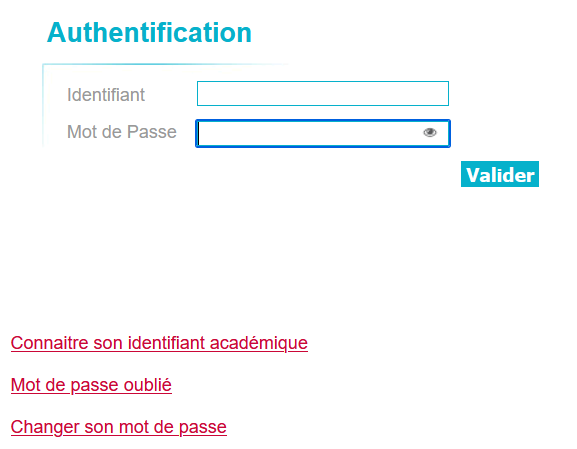 Authentification
Identifiant
Mot de Passe
Valider
Connaitre son identifiant académique
Mot de passe oublié
Changer son mot de passe